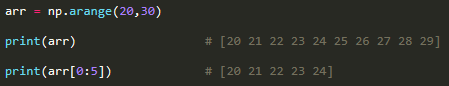 arr = np.arange(20,30)
print(arr) # [20 21 22 23 24 25 26 27 28 29]
print(arr[0:5]) # [20 21 22 23 24]